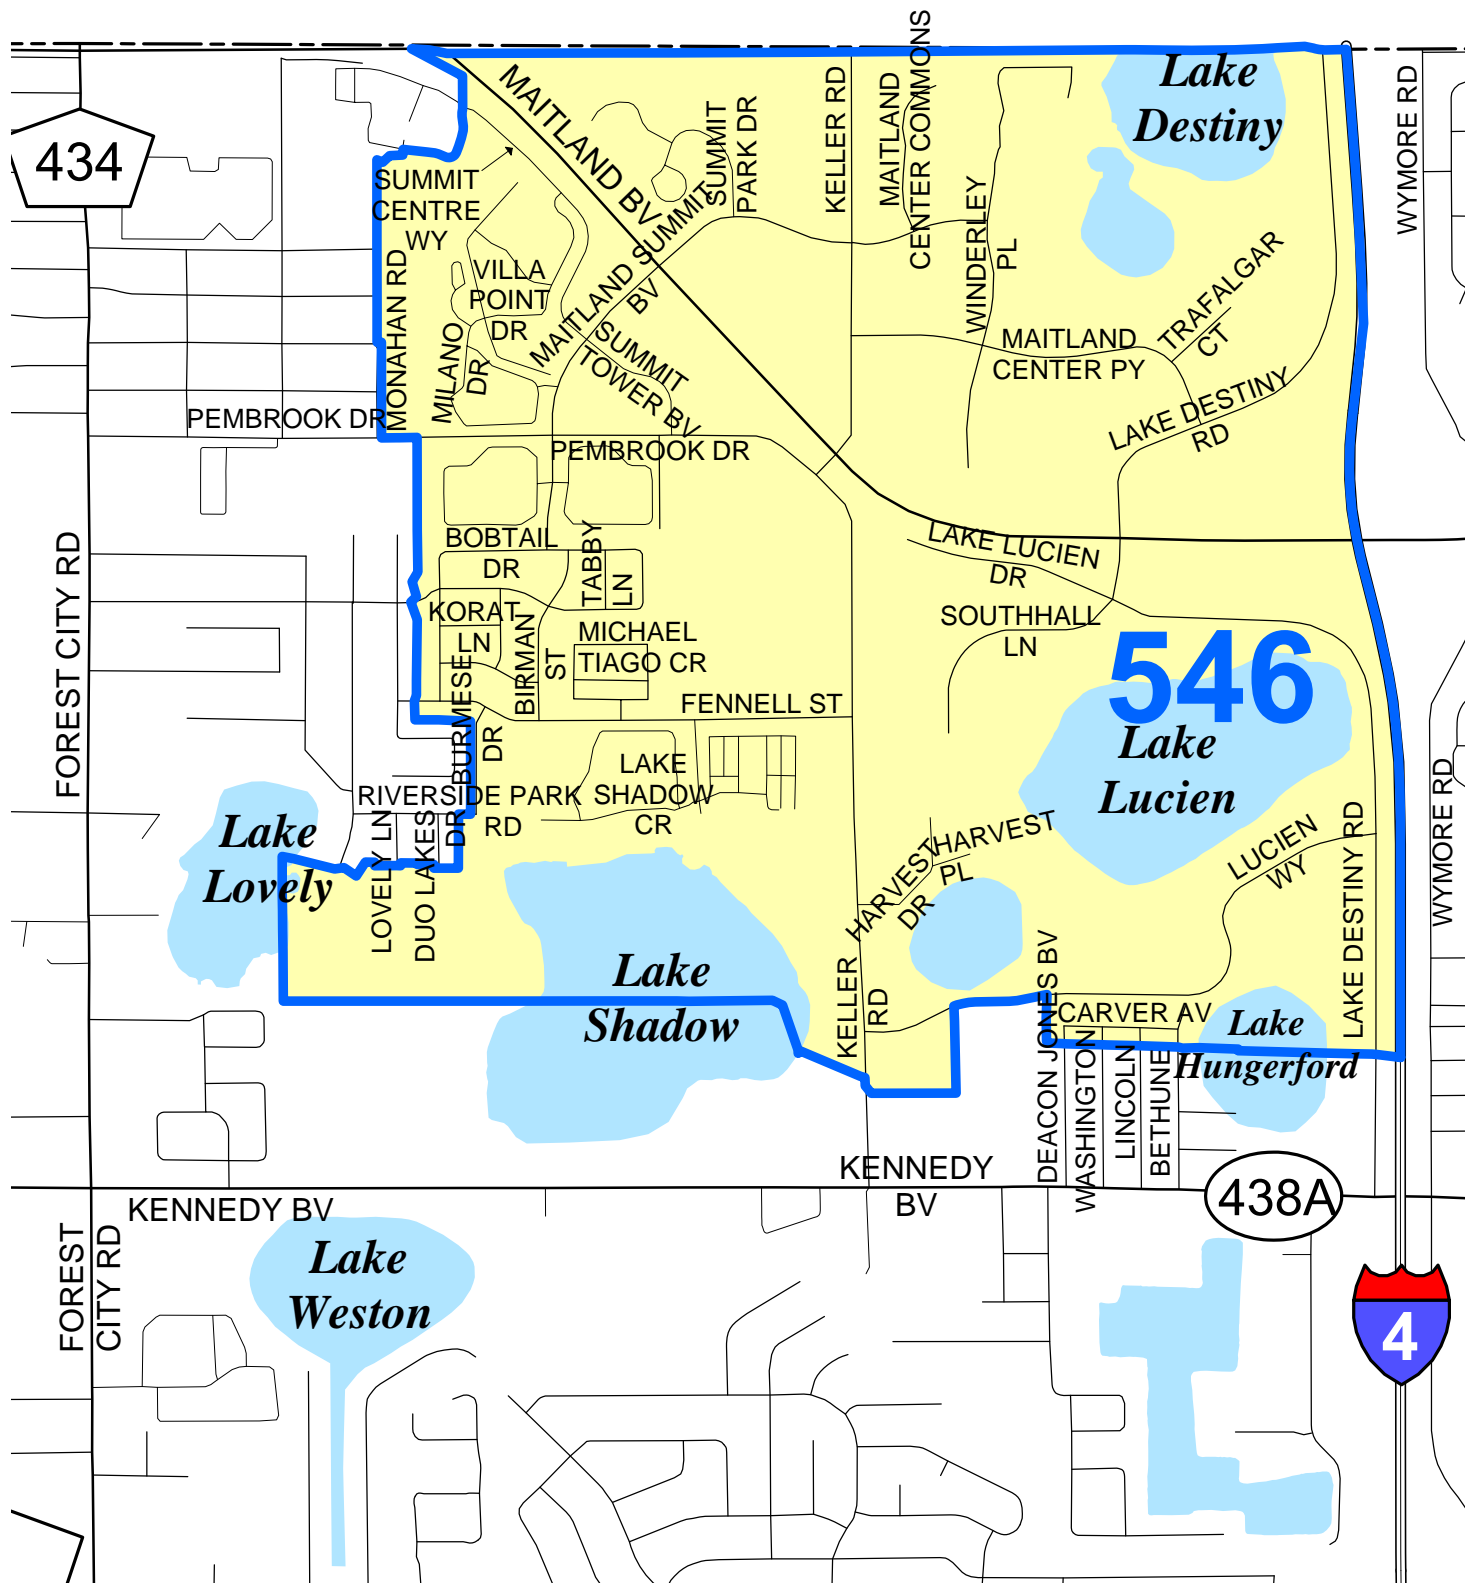 Lake
Destiny
434
MAITLAND BV
SUMMIT
PARK DR
KELLER RD
MAITLAND
CENTER COMMONS
WYMORE RD
SUMMIT
CENTRE
WY
MONAHAN RD
VILLA
POINT
DR
MAITLAND SUMMIT
BV
WINDERLEY
PL
TRAFALGAR
CT
MILANO
DR
SUMMIT
TOWER BV
MAITLAND
CENTER PY
LAKE DESTINY
RD
PEMBROOK DR
PEMBROOK DR
FOREST CITY RD
BOBTAIL
DR
TABBY
LN
LAKE LUCIEN
DR
KORAT
LN
BIRMAN
ST
MICHAEL
TIAGO CR
SOUTHHALL
LN
546
BURMESE
DR
FENNELL ST
Lake
Lucien
LAKE
SHADOW
CR
RIVERSIDE PARK
RD
Lake
Lovely
LOVELY LN
DUO LAKES
DR
HARVEST
PL
HARVEST
DR
LUCIEN
WY
LAKE DESTINY RD
WYMORE RD
Lake
Shadow
KELLER
RD
DEACON JONES BV
CARVER AV
Lake
Hungerford
WASHINGTON
LINCOLN
BETHUNE
KENNEDY
BV
438A
KENNEDY BV
FOREST
CITY RD
Lake
Weston
4